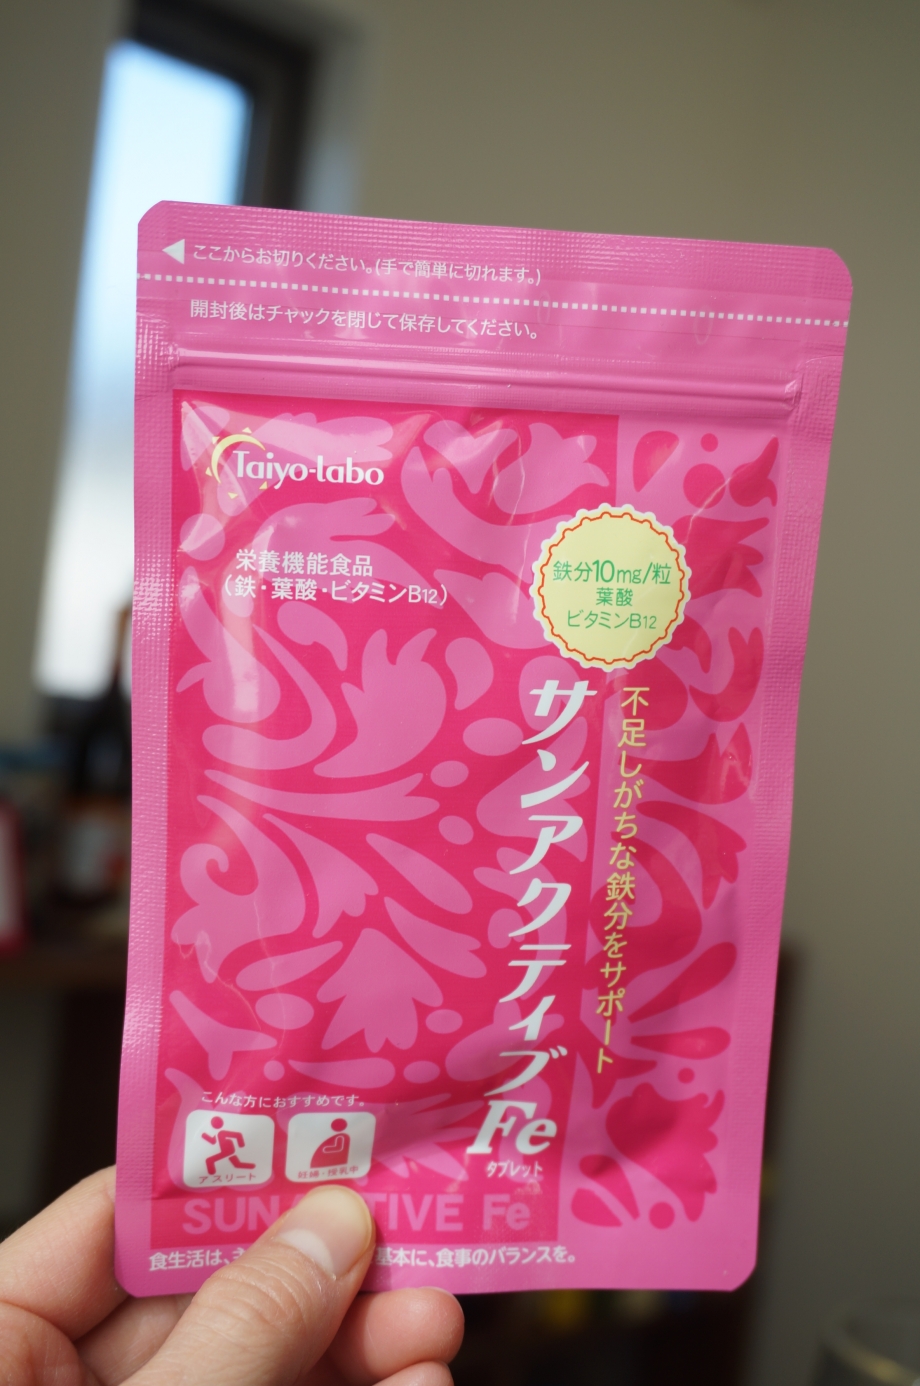 ここからお切りください。(手で簡単に切れます。)
開封後はチャックを閉じて保存してください。
Taiyo-labo
栄養機能食品
(鉄・葉酸・ビタミンB12)
鉄分10mg/粒
葉酸
ビタミンB12
不足しがちな鉄分をサポート
サンアクティブFe
タブレット
こんな方におすすめです。
アスリート
妊婦・授乳中
SUN TIVE Fe
食生活は、 基本に、食事のバランスを。